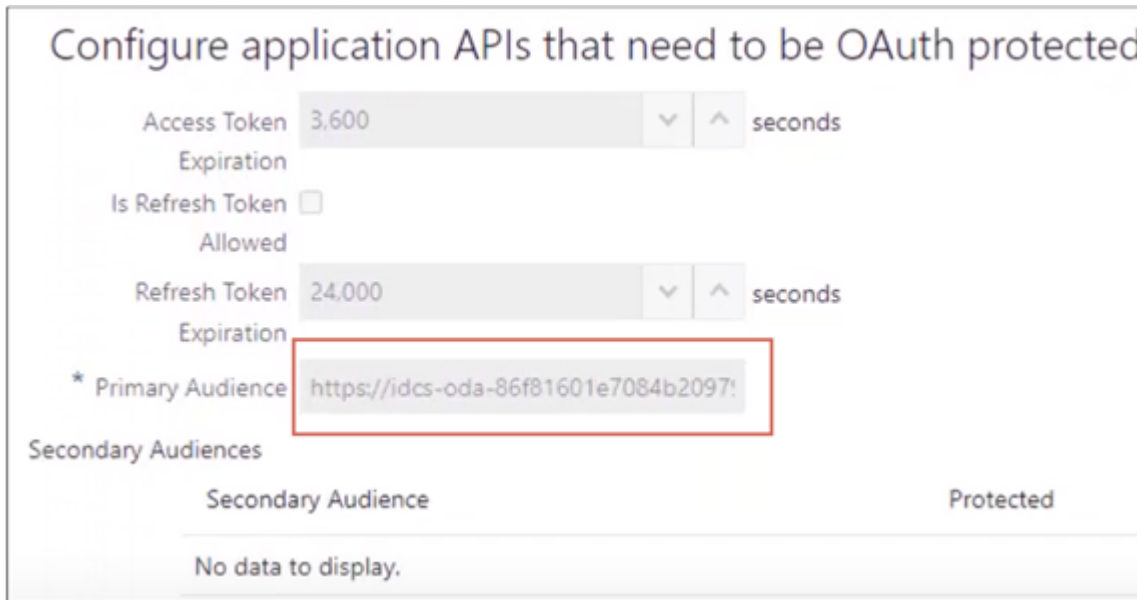 Configure application APIs that need to be OAuth protected
Access Token 3,600 seconds
Expiration
Is Refresh Token
Allowed
Refresh Token 24,000 seconds
Expiration
* Primary Audience https://idcs-oda-86f81601e7084b2097
Secondary Audiences
Secondary Audience Protected
No data to display.